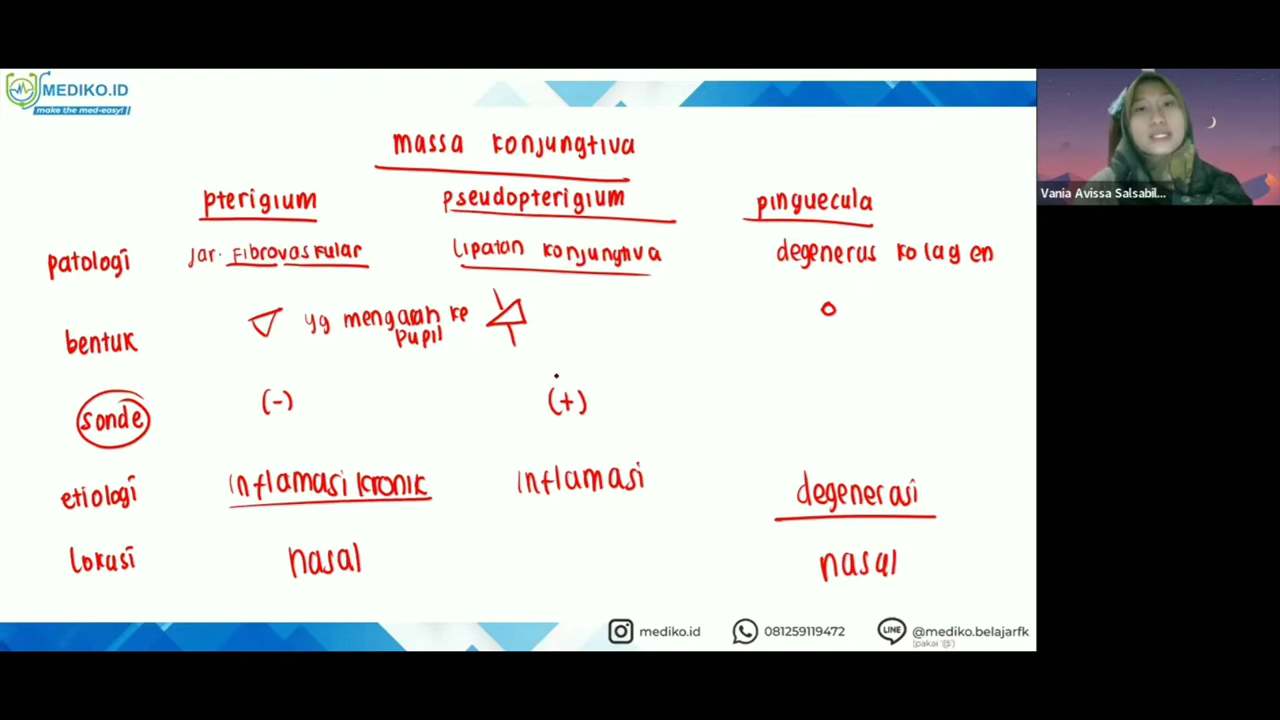 MEDIKO.ID
make the med-easy!
massa konjungtiva
pterigium pseudopterigium pinguecula
patologi jar. fibrovaskular lipatan konjungtiva degeneras kolagen
bentuk yg mengarah ke pupil
sonde (-) (+)
etiologi inflamasi kronik inflamasi degenerasi
lokasi nasal nasal
mediko.id 081259119472 @mediko.belajarfk
(pakai '@')
Vania Avissa Salsabil...